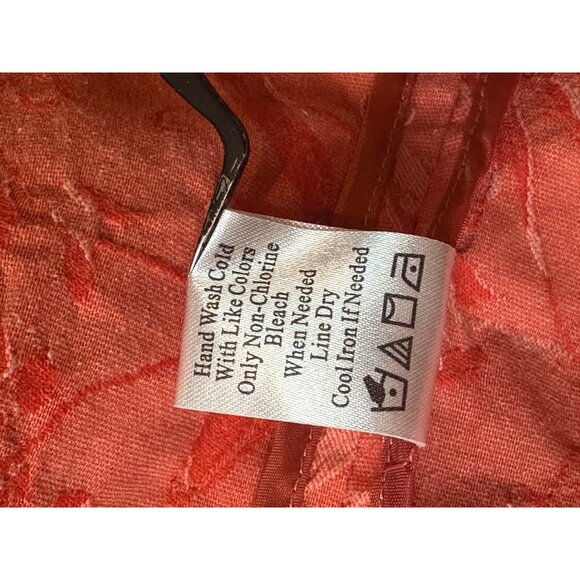 Hand Wash Cold
With Like Colors
Only Non-Chlorine
Bleach
When Needed
Line Dry
Cool Iron If Needed